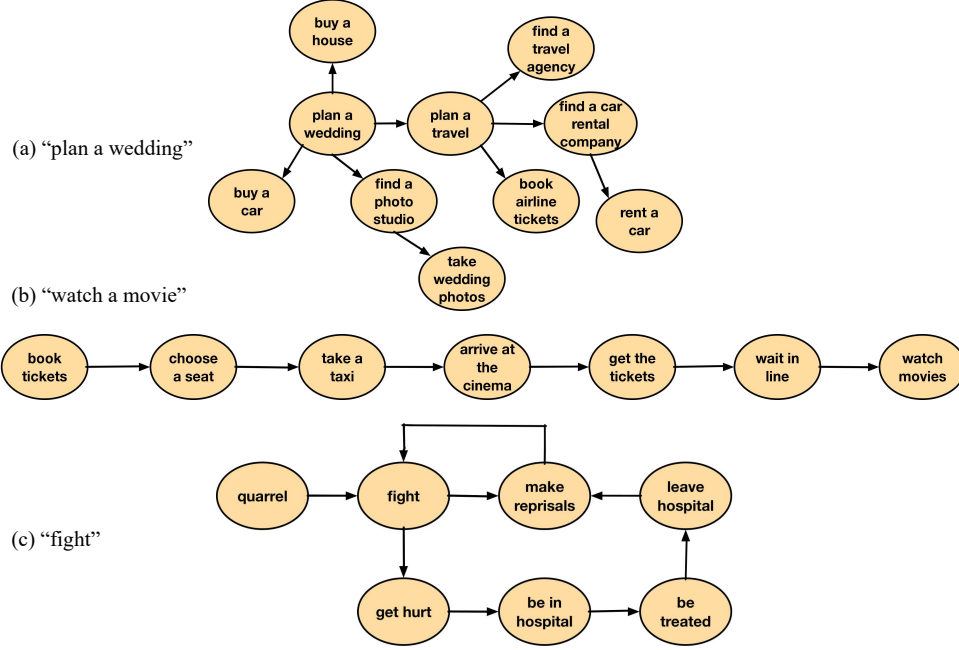 buy a
house
find a
travel
agency
plan a
wedding
plan a
travel
find a car
rental
company
(a) “plan a wedding”
buy a
car
find a
photo
studio
book
airline
tickets
rent a
car
take
wedding
photos
(b) “watch a movie”
book
tickets
choose
a seat
take a
taxi
arrive at
the
cinema
get the
tickets
wait in
line
watch
movies
quarrel
fight
make
reprisals
leave
hospital
(c) “fight”
get hurt
be in
hospital
be
treated